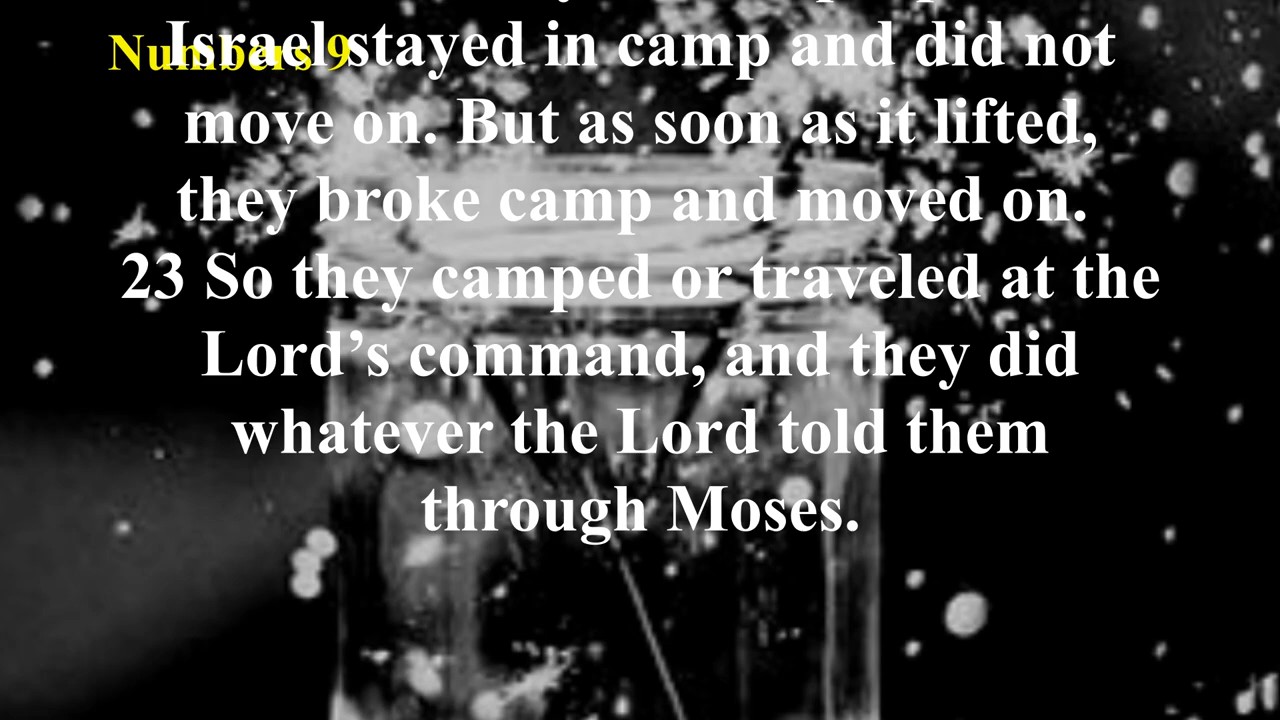 Numbers 9
Israel stayed in camp and did not
move on. But as soon as it lifted,
they broke camp and moved on.
23 So they camped or traveled at the
Lord’s command, and they did
whatever the Lord told them
through Moses.